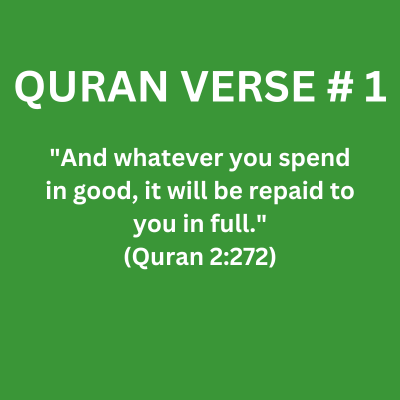 QURAN VERSE # 1
"And whatever you spend
in good, it will be repaid to
you in full."
(Quran 2:272)